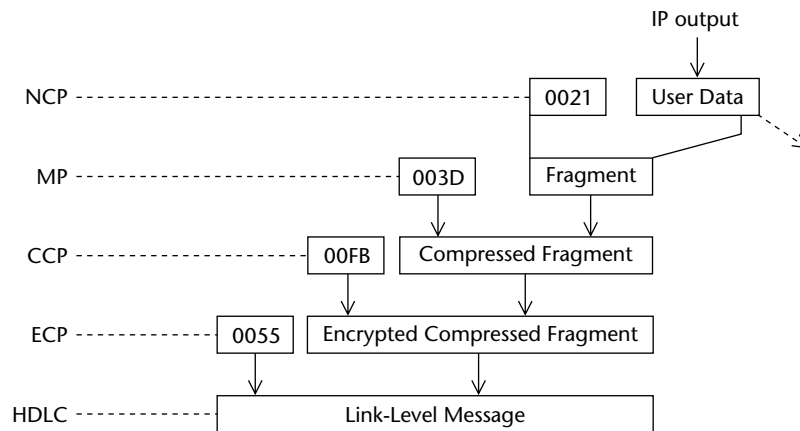 IP output
NCP 0021 User Data
MP 003D Fragment
CCP 00FB Compressed Fragment
ECP 0055 Encrypted Compressed Fragment
HDLC Link-Level Message